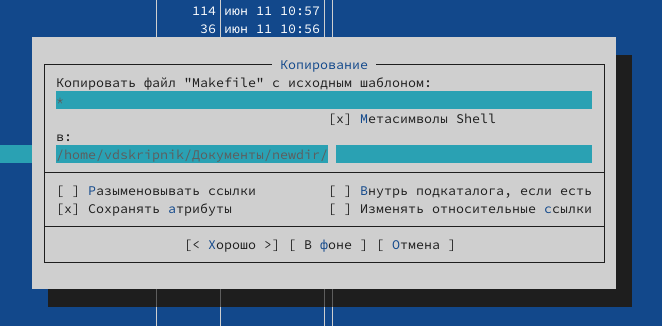 114 июн 11 10:57
36 июн 11 10:56
Копирование
Копировать файл "Makefile" с исходным шаблоном:
*
[x] Метасимволы Shell
в:
/home/vdskripnik/Документы/newdir/
[ ] Разыменовывать ссылки [ ] Внутрь подкаталога, если есть
[x] Сохранять атрибуты [ ] Изменять относительные ссылки
[< Хорошо >] [ В фоне ] [ Отмена ]